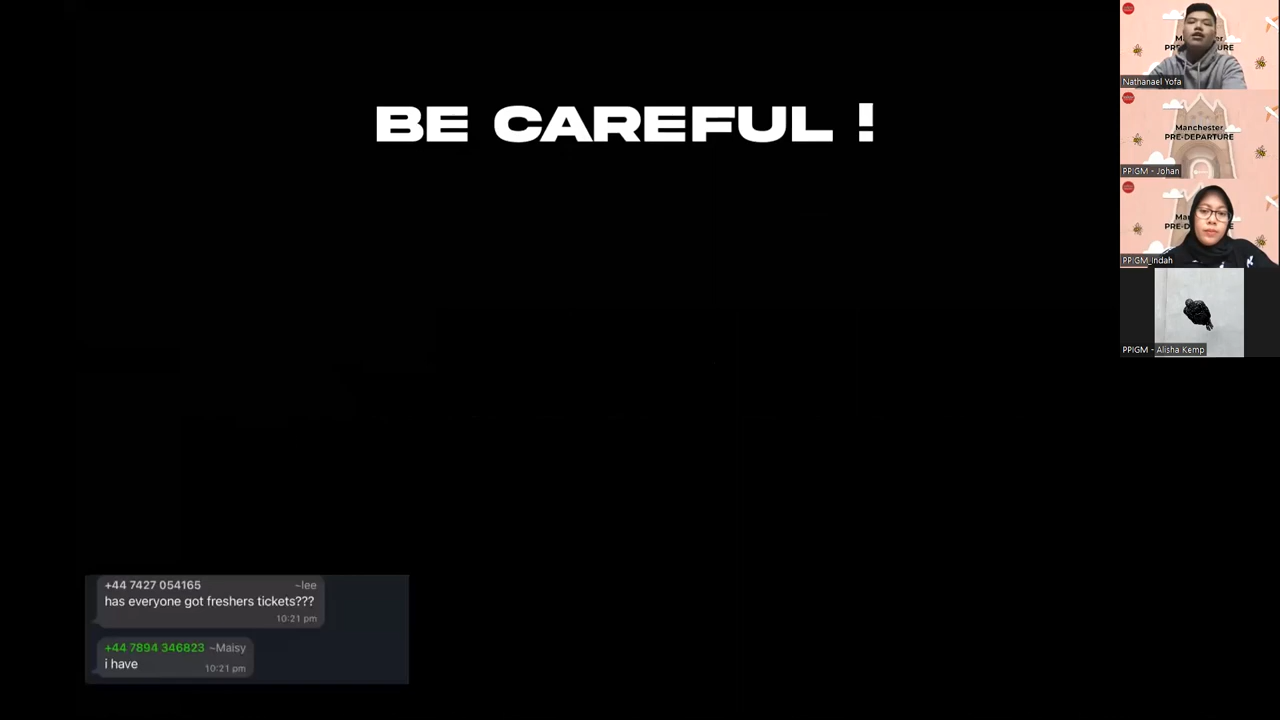 BE CAREFUL !
+44 7427 054165 ~lee
has everyone got freshers tickets???
10:21 pm
+44 7894 346823 ~Maisy
i have
10:21 pm
Nathanael Yofa
Manchester
PRE-DEPARTURE
PPIGM - Johan
PPIGM_Indah
PPIGM - Alisha Kemp